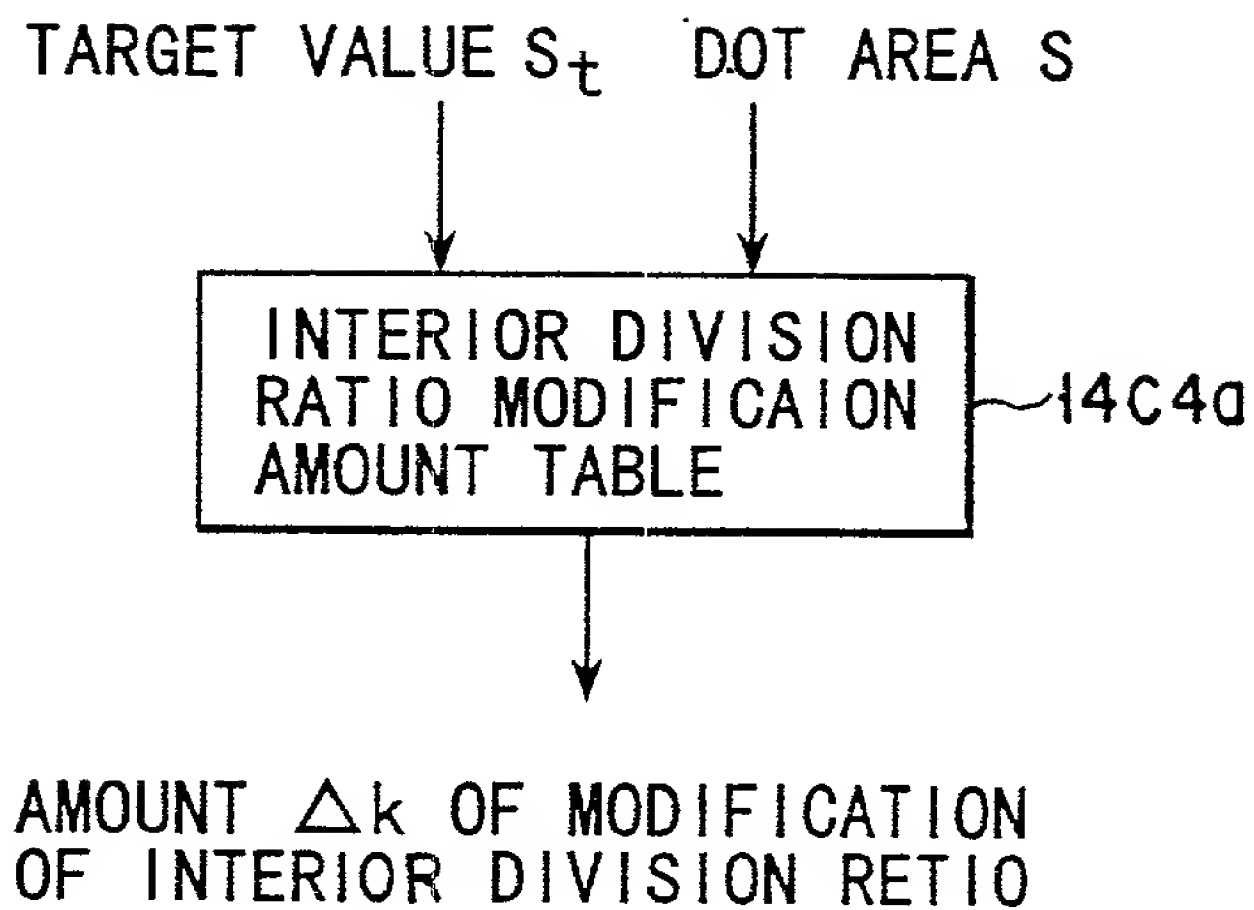 TARGET VALUE St DOT AREA S
INTERIOR DIVISION
RATIO MODIFICAION
AMOUNT TABLE
14C4a
AMOUNT △k OF MODIFICATION
OF INTERIOR DIVISION RETIO